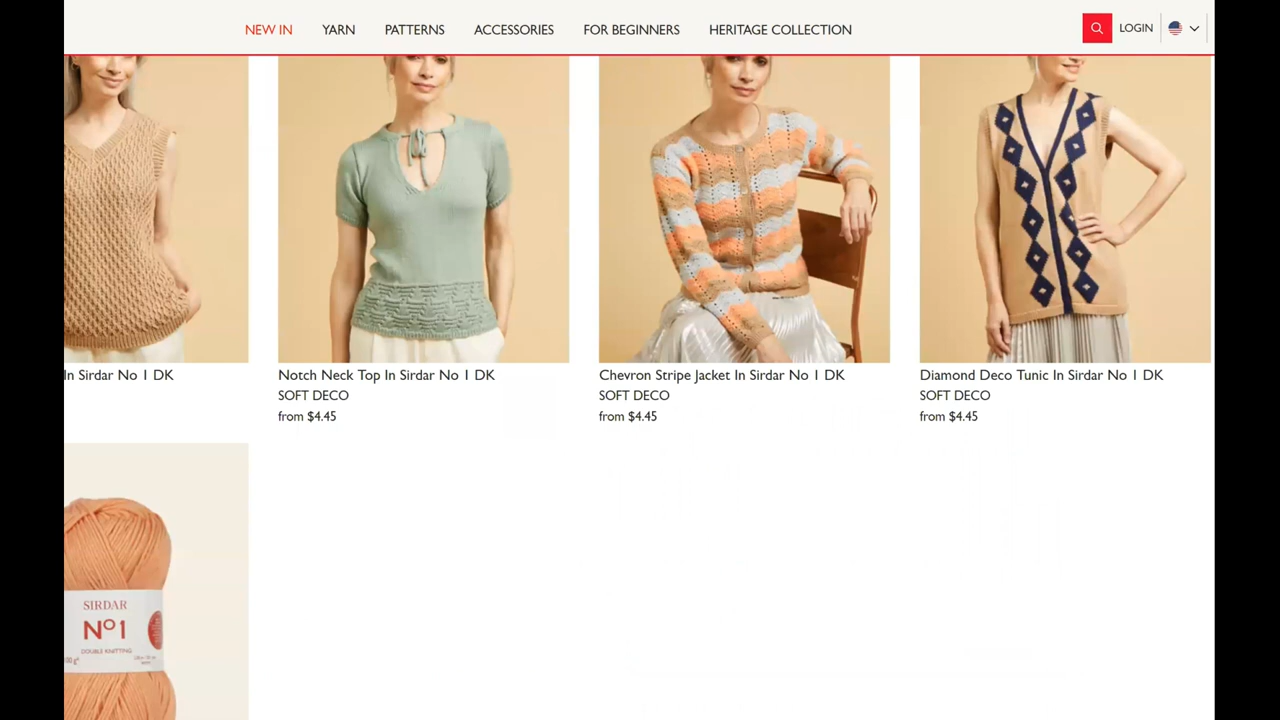 NEW IN YARN PATTERNS ACCESSORIES FOR BEGINNERS HERITAGE COLLECTION LOGIN
In Sirdar No 1 DK
Notch Neck Top In Sirdar No 1 DK
SOFT DECO
from $4.45
Chevron Stripe Jacket In Sirdar No 1 DK
SOFT DECO
from $4.45
Diamond Deco Tunic In Sirdar No 1 DK
SOFT DECO
from $4.45
SIRDAR
Nº1
DOUBLE KNITTING